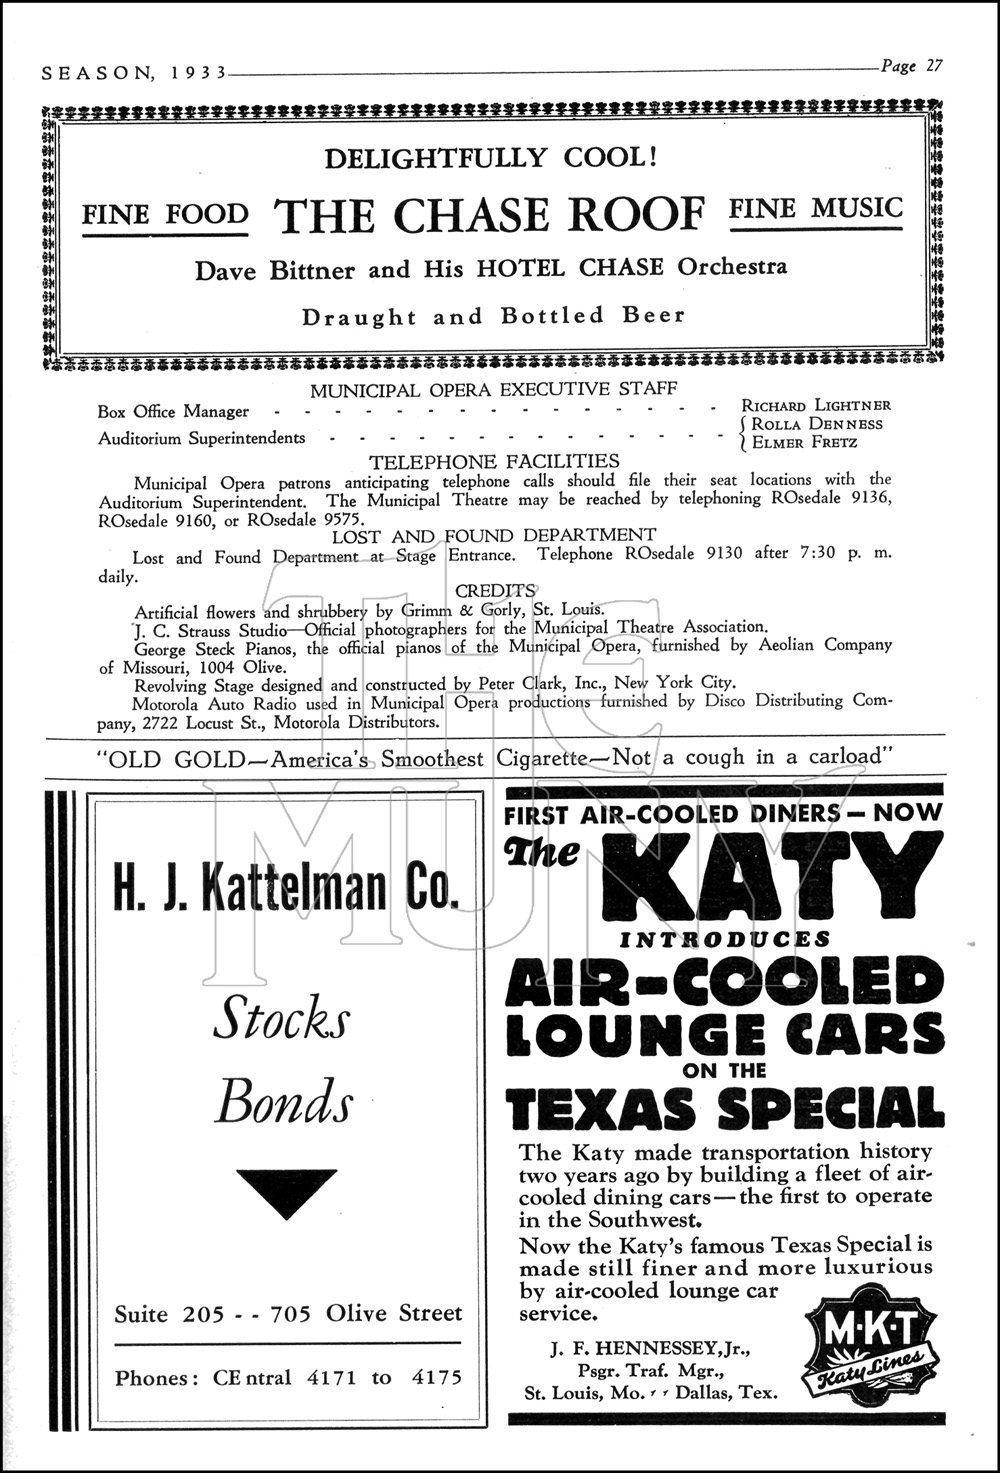 SEASON, 1933
Page 27
DELIGHTFULLY COOL!
FINE FOOD THE CHASE ROOF FINE MUSIC
Dave Bittner and His HOTEL CHASE Orchestra
Draught and Bottled Beer
MUNICIPAL OPERA EXECUTIVE STAFF
Box Office Manager - - - - - - - - - - - - - - - RICHARD LIGHTNER
Auditorium Superintendents - - - - - - - - - - - - - - { ROLLA DENNESS
{ ELMER FRETZ
TELEPHONE FACILITIES
Municipal Opera patrons anticipating telephone calls should file their seat locations with the
Auditorium Superintendent. The Municipal Theatre may be reached by telephoning ROsedale 9136,
ROsedale 9160, or ROsedale 9575.
LOST AND FOUND DEPARTMENT
Lost and Found Department at Stage Entrance. Telephone ROsedale 9130 after 7:30 p. m.
daily.
CREDITS
Artificial flowers and shrubbery by Grimm & Gorly, St. Louis.
J. C. Strauss Studio—Official photographers for the Municipal Theatre Association.
George Steck Pianos, the official pianos of the Municipal Opera, furnished by Aeolian Company
of Missouri, 1004 Olive.
Revolving Stage designed and constructed by Peter Clark, Inc., New York City.
Motorola Auto Radio used in Municipal Opera productions furnished by Disco Distributing Com-
pany, 2722 Locust St., Motorola Distributors.
"OLD GOLD—America's Smoothest Cigarette—Not a cough in a carload"
H. J. Kattelman Co.
Stocks
Bonds
Suite 205 - - 705 Olive Street
Phones: CEntral 4171 to 4175
FIRST AIR-COOLED DINERS — NOW
The KATY
INTRODUCES
AIR-COOLED
LOUNGE CARS
ON THE
TEXAS SPECIAL
The Katy made transportation history
two years ago by building a fleet of air-
cooled dining cars—the first to operate
in the Southwest.
Now the Katy's famous Texas Special is
made still finer and more luxurious
by air-cooled lounge car
service.
J. F. HENNESSEY, Jr.,
Psgr. Traf. Mgr.,
St. Louis, Mo. ' ' Dallas, Tex.
M·K·T
Katy Lines
The
MUNY